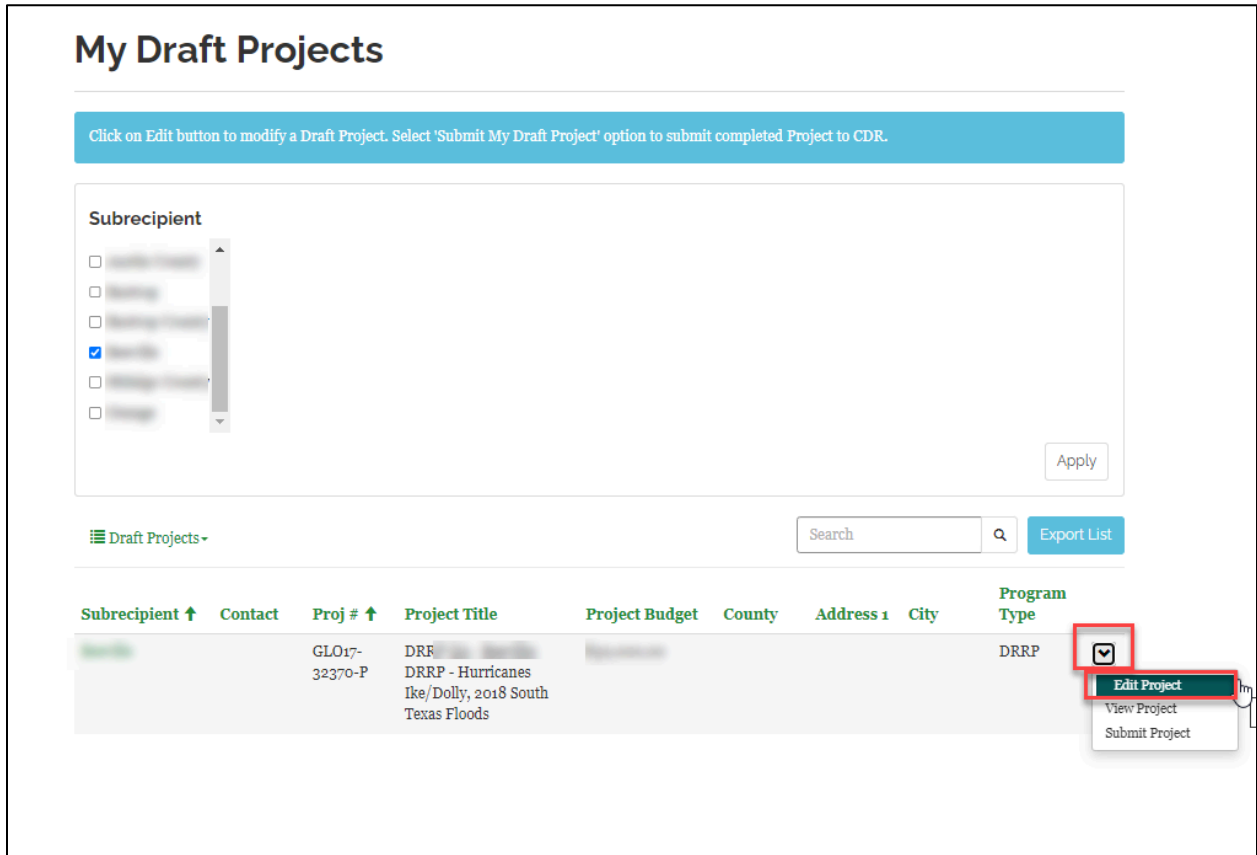 My Draft Projects
Click on Edit button to modify a Draft Project. Select 'Submit My Draft Project' option to submit completed Project to CDR.
Subrecipient
Apply
Draft Projects
Search
Export List
Subrecipient Contact Proj # Project Title Project Budget County Address 1 City Program Type
GLO17-
32370-P
DRR
DRRP - Hurricanes
Ike/Dolly, 2018 South
Texas Floods
DRRP
Edit Project
View Project
Submit Project